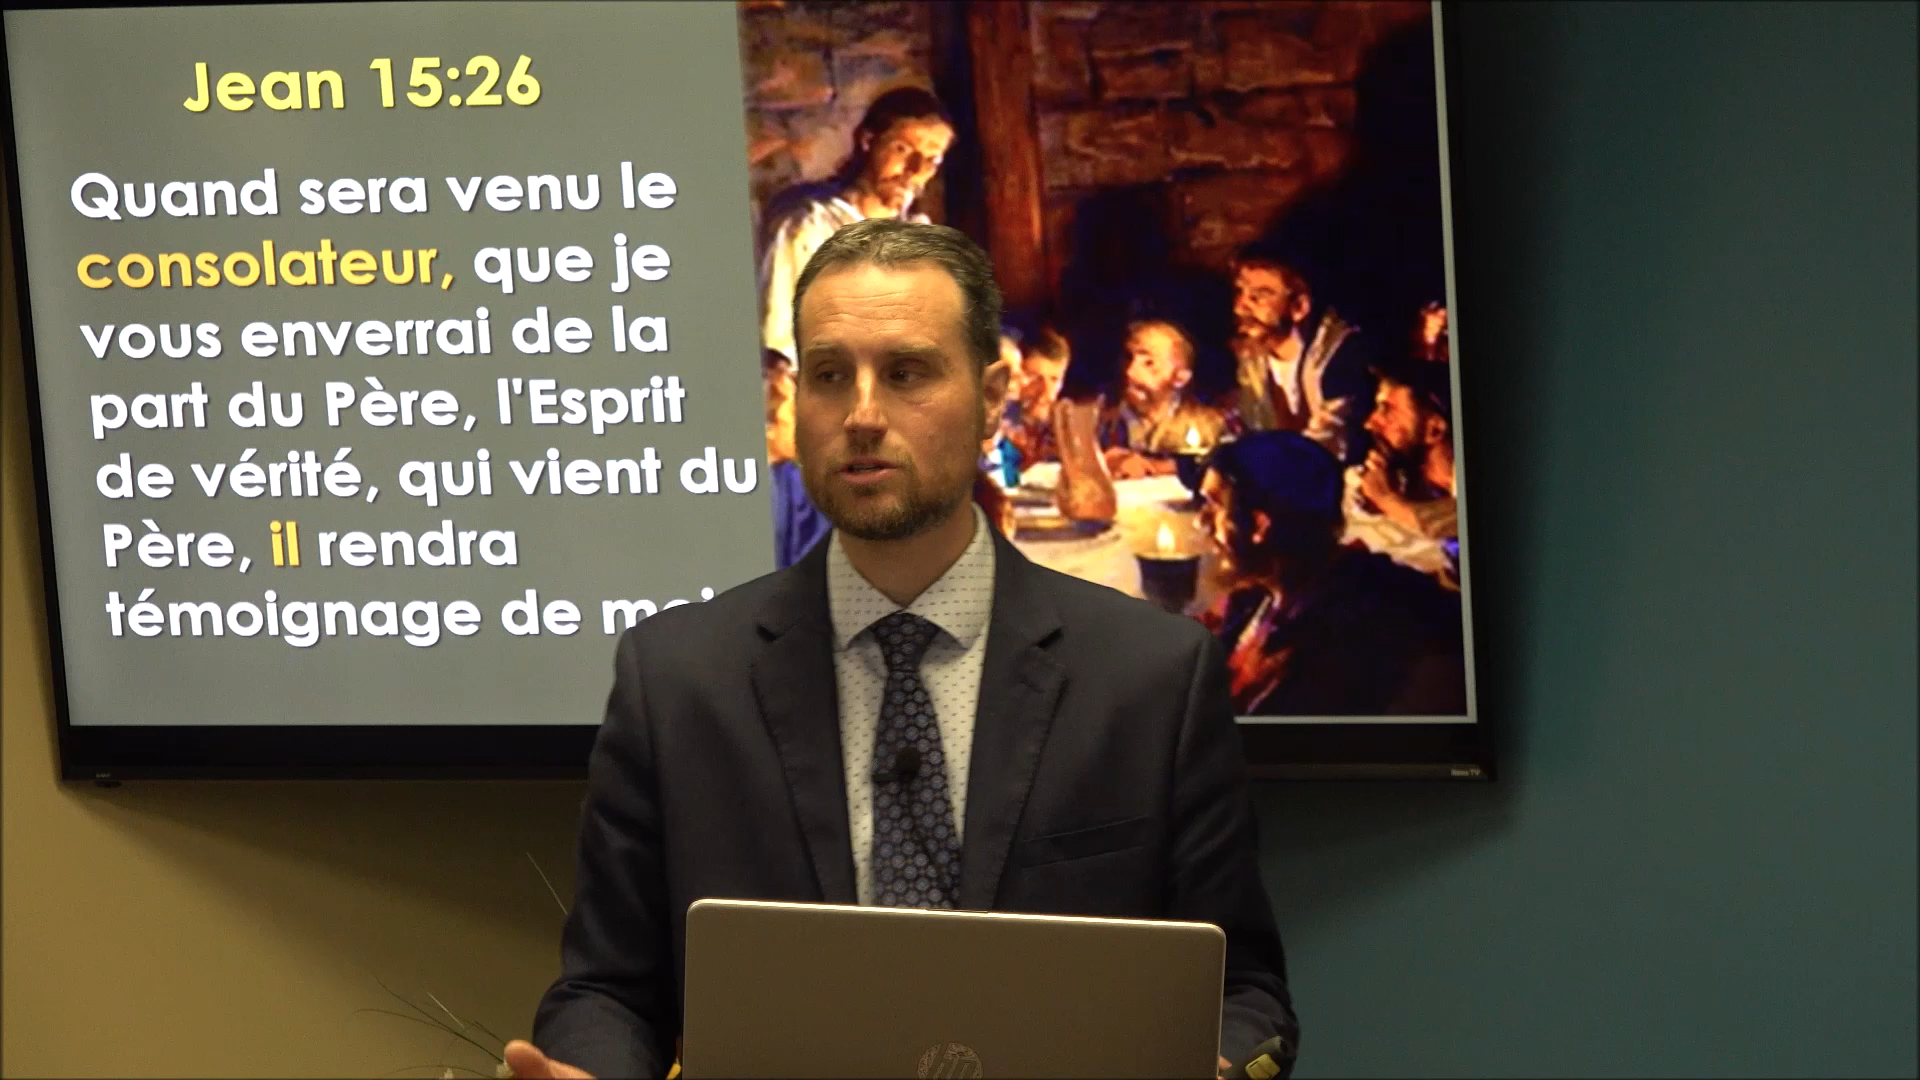 Jean 15:26
Quand sera venu le
consolateur, que je
vous enverrai de la
part du Père, l'Esprit
de vérité, qui vient du
Père, il rendra
témoignage de